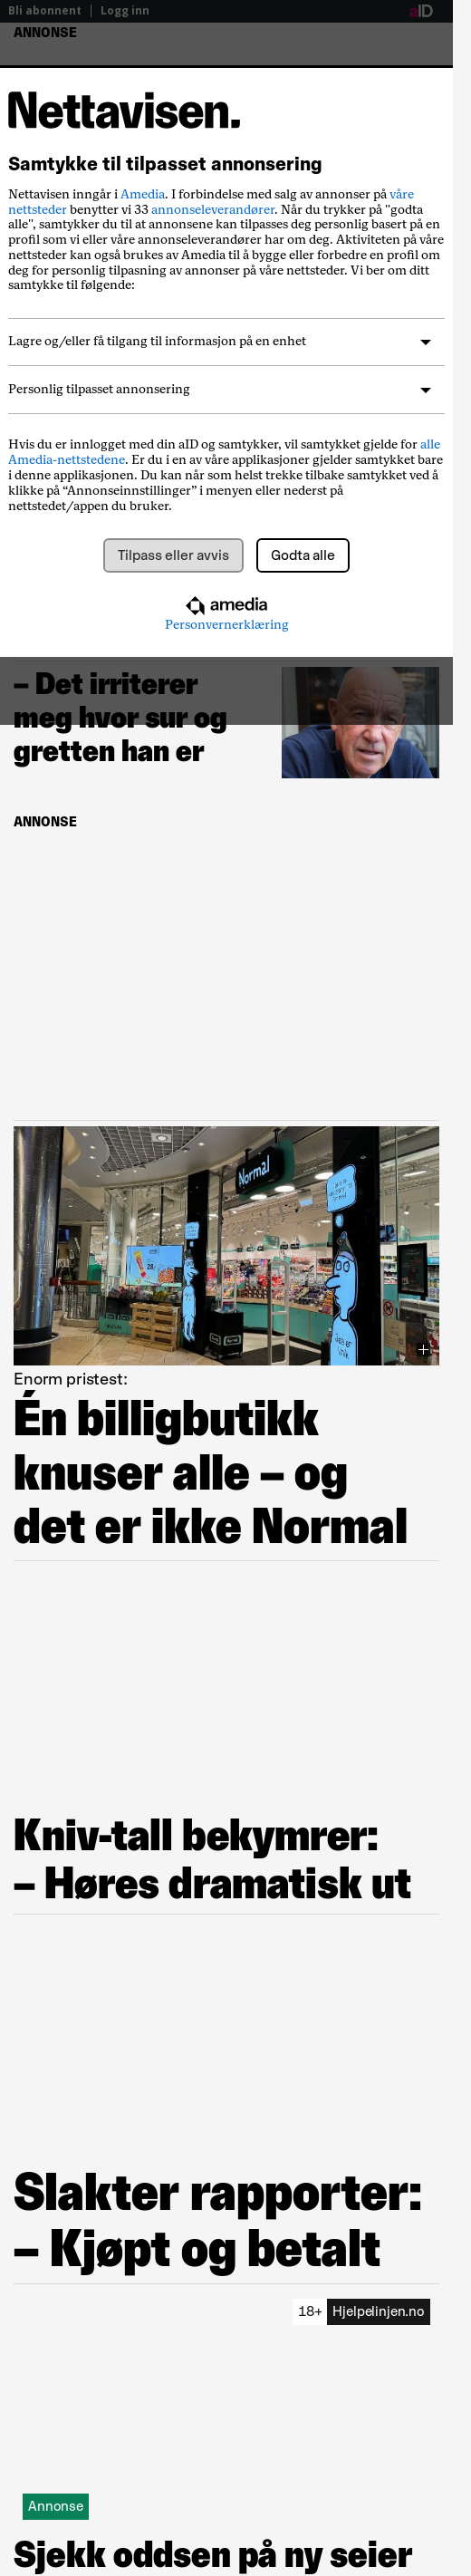 Bli abonnent | Logg inn
aID
ANNONSE
Nettavisen.
Samtykke til tilpasset annonsering
Nettavisen inngår i Amedia. I forbindelse med salg av annonser på våre
nettsteder benytter vi 33 annonseleverandører. Når du trykker på "godta
alle", samtykker du til at annonsene kan tilpasses deg personlig basert på en
profil som vi eller våre annonseleverandører har om deg. Aktiviteten på våre
nettsteder kan også brukes av Amedia til å bygge eller forbedre en profil om
deg for personlig tilpasning av annonser på våre nettsteder. Vi ber om ditt
samtykke til følgende:
Lagre og/eller få tilgang til informasjon på en enhet
Personlig tilpasset annonsering
Hvis du er innlogget med din aID og samtykker, vil samtykket gjelde for alle
Amedia-nettstedene. Er du i en av våre applikasjoner gjelder samtykket bare
i denne applikasjonen. Du kan når som helst trekke tilbake samtykket ved å
klikke på “Annonseinnstillinger” i menyen eller nederst på
nettstedet/appen du bruker.
Tilpass eller avvis
Godta alle
amedia
Personvernerklæring
– Det irriterer
meg hvor sur og
gretten han er
ANNONSE
Normal
Enorm pristest:
Én billigbutikk
knuser alle – og
det er ikke Normal
Kniv-tall bekymrer:
– Høres dramatisk ut
Slakter rapporter:
– Kjøpt og betalt
18+ Hjelpelinjen.no
Annonse
Sjekk oddsen på ny seier